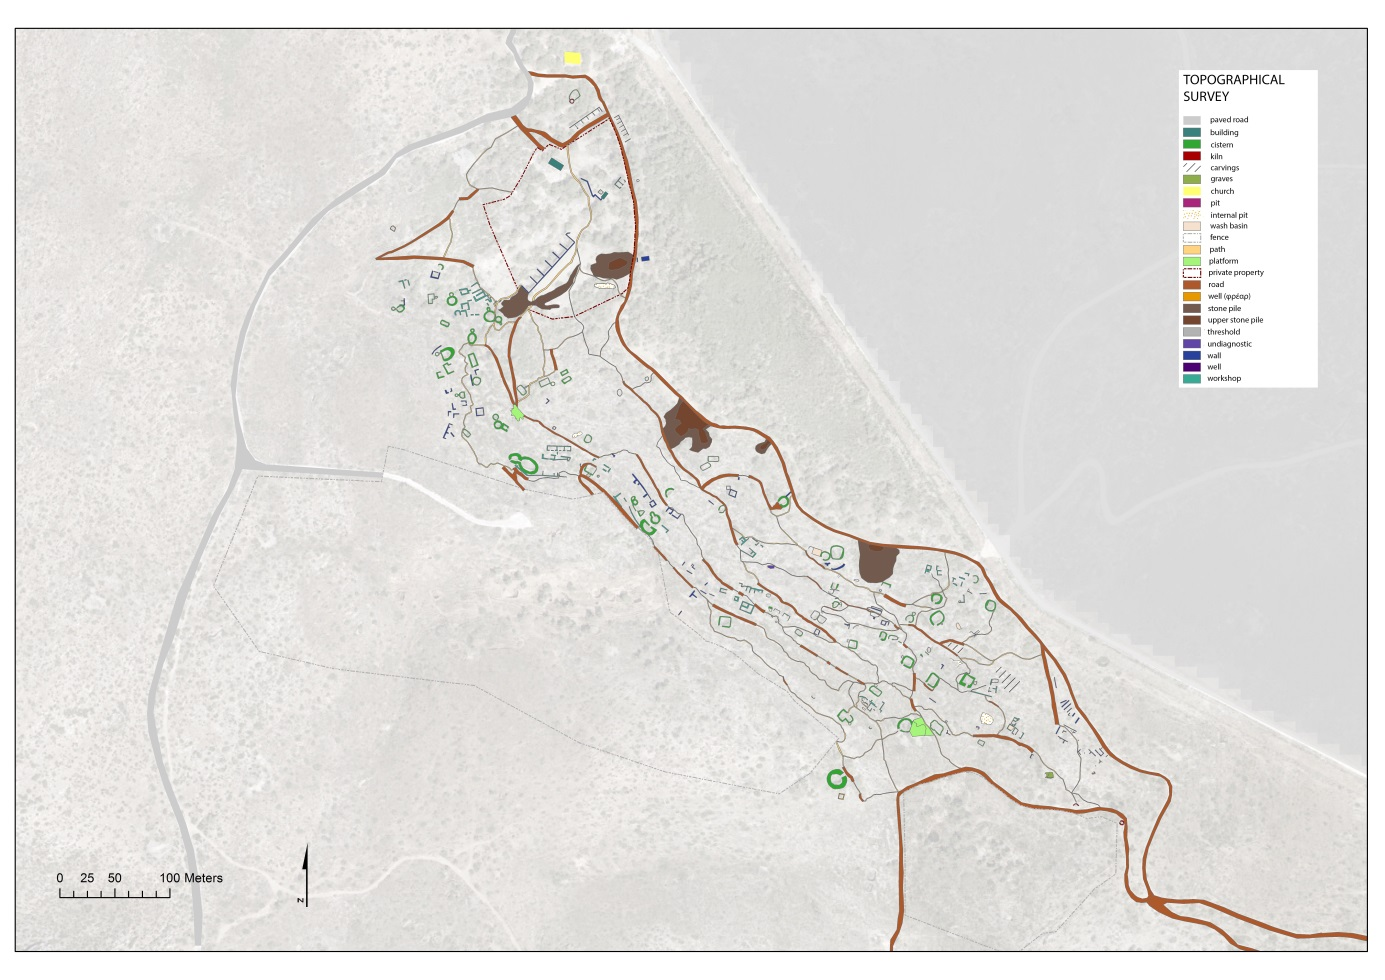 TOPOGRAPHICAL
SURVEY
paved road
building
cistern
kiln
carvings
graves
church
pit
internal pit
wash basin
fence
path
platform
private property
road
well (φρέαρ)
stone pile
upper stone pile
threshold
undiagnostic
wall
well
workshop
0 25 50 100 Meters
N